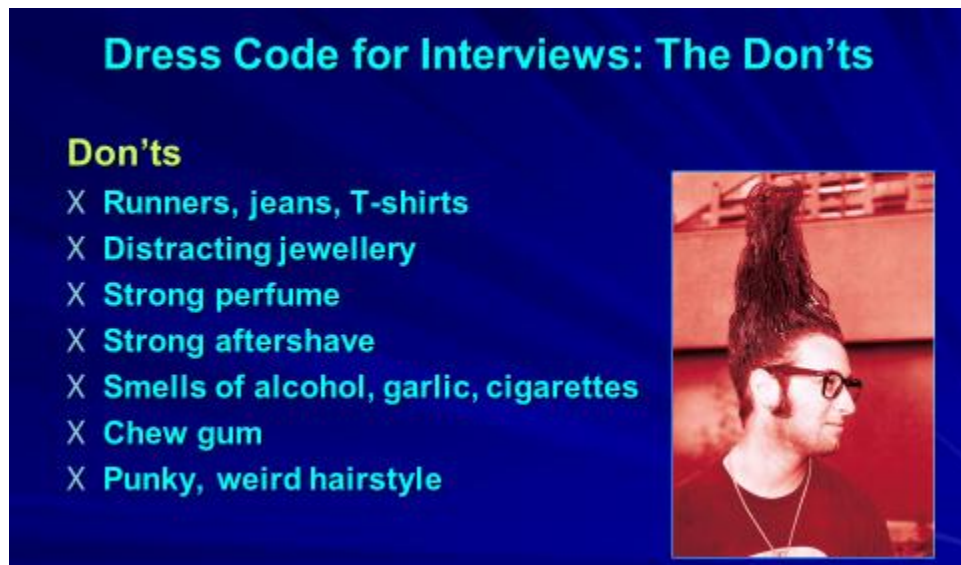 Dress Code for Interviews: The Don'ts
Don'ts
X Runners, jeans, T-shirts
X Distracting jewellery
X Strong perfume
X Strong aftershave
X Smells of alcohol, garlic, cigarettes
X Chew gum
X Punky, weird hairstyle